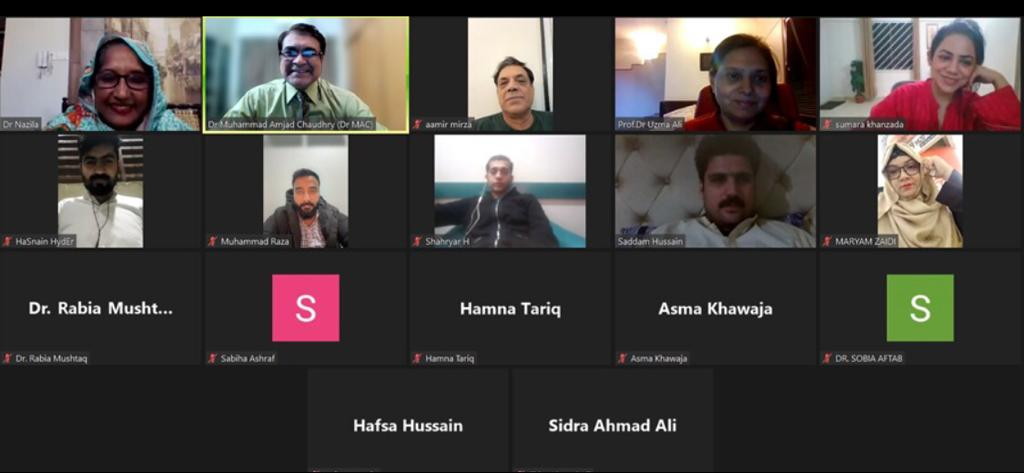 Dr Nazila
Dr Muhammad Amjad Chaudhry (Dr MAC)
aamir mirza
Prof.Dr Uzma Ali
sumara khanzada
HaSnain HydEr
Muhammad Raza
Shahryar H
Saddam Hussain
MARYAM ZAIDI
Dr. Rabia Musht...
S
Hamna Tariq
Asma Khawaja
S
Dr. Rabia Mushtaq
Sabiha Ashraf
Hamna Tariq
Asma Khawaja
DR. SOBIA AFTAB
Hafsa Hussain
Sidra Ahmad Ali